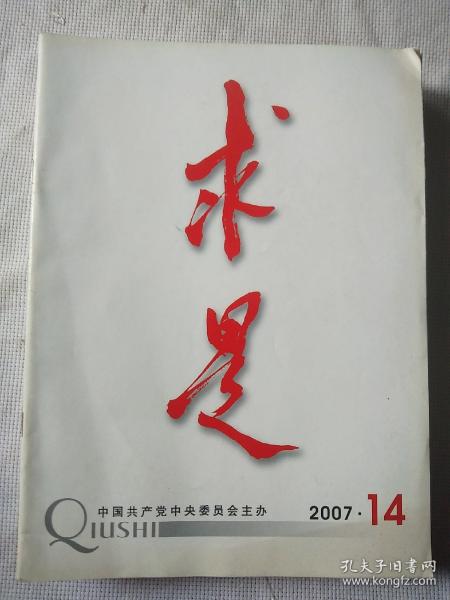 求
是
中国共产党中央委员会主办
QIUSHI
2007·14
孔夫子旧书网
www.kongfz.com